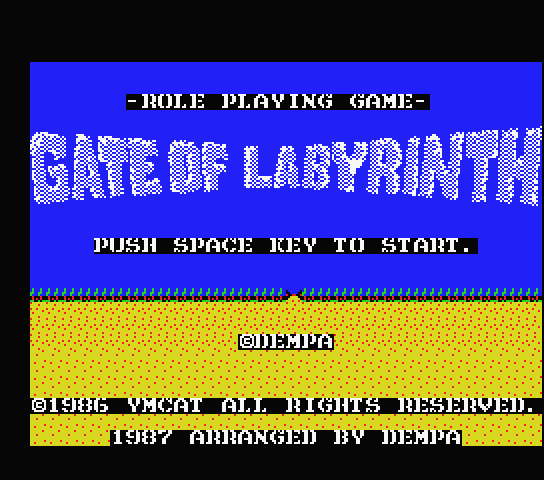 -ROLE PLAYING GAME-
GATE OF LABYRINTH
PUSH SPACE KEY TO START.
©DEMPA
©1986 YMCAT ALL RIGHTS RESERVED.
1987 ARRANGED BY DEMPA